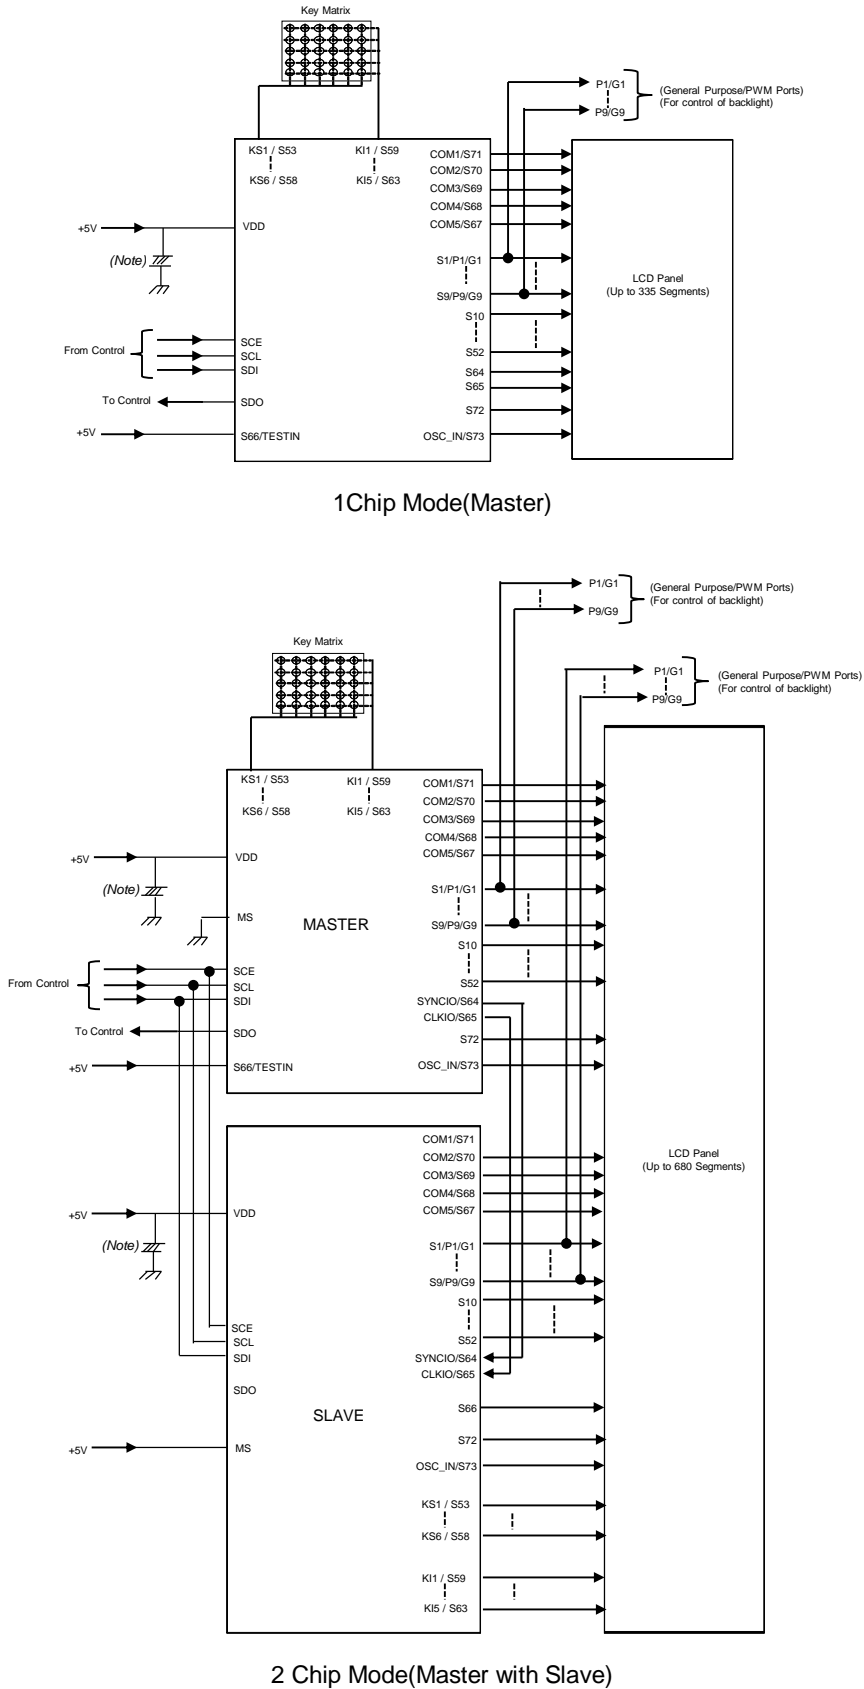 Key Matrix
P1/G1
P9/G9
(General Purpose/PWM Ports)
(For control of backlight)
KS1 / S53
KS6 / S58
KI1 / S59
KI5 / S63
COM1/S71
COM2/S70
COM3/S69
COM4/S68
COM5/S67
+5V
VDD
(Note)
S1/P1/G1
S9/P9/G9
S10
S52
S64
S65
S72
OSC_IN/S73
LCD Panel
(Up to 335 Segments)
From Control
SCE
SCL
SDI
To Control
SDO
+5V
S66/TESTIN
1Chip Mode(Master)
P1/G1
P9/G9
(General Purpose/PWM Ports)
(For control of backlight)
Key Matrix
P1/G1
P9/G9
(General Purpose/PWM Ports)
(For control of backlight)
KS1 / S53
KS6 / S58
KI1 / S59
KI5 / S63
COM1/S71
COM2/S70
COM3/S69
COM4/S68
COM5/S67
+5V
VDD
(Note)
MS
MASTER
S1/P1/G1
S9/P9/G9
S10
S52
SYNCIO/S64
CLKIO/S65
S72
OSC_IN/S73
From Control
SCE
SCL
SDI
To Control
SDO
+5V
S66/TESTIN
COM1/S71
COM2/S70
COM3/S69
COM4/S68
COM5/S67
LCD Panel
(Up to 680 Segments)
+5V
VDD
(Note)
S1/P1/G1
S9/P9/G9
S10
S52
SYNCIO/S64
CLKIO/S65
SCE
SCL
SDI
SDO
SLAVE
+5V
MS
S66
S72
OSC_IN/S73
KS1 / S53
KS6 / S58
KI1 / S59
KI5 / S63
2 Chip Mode(Master with Slave)